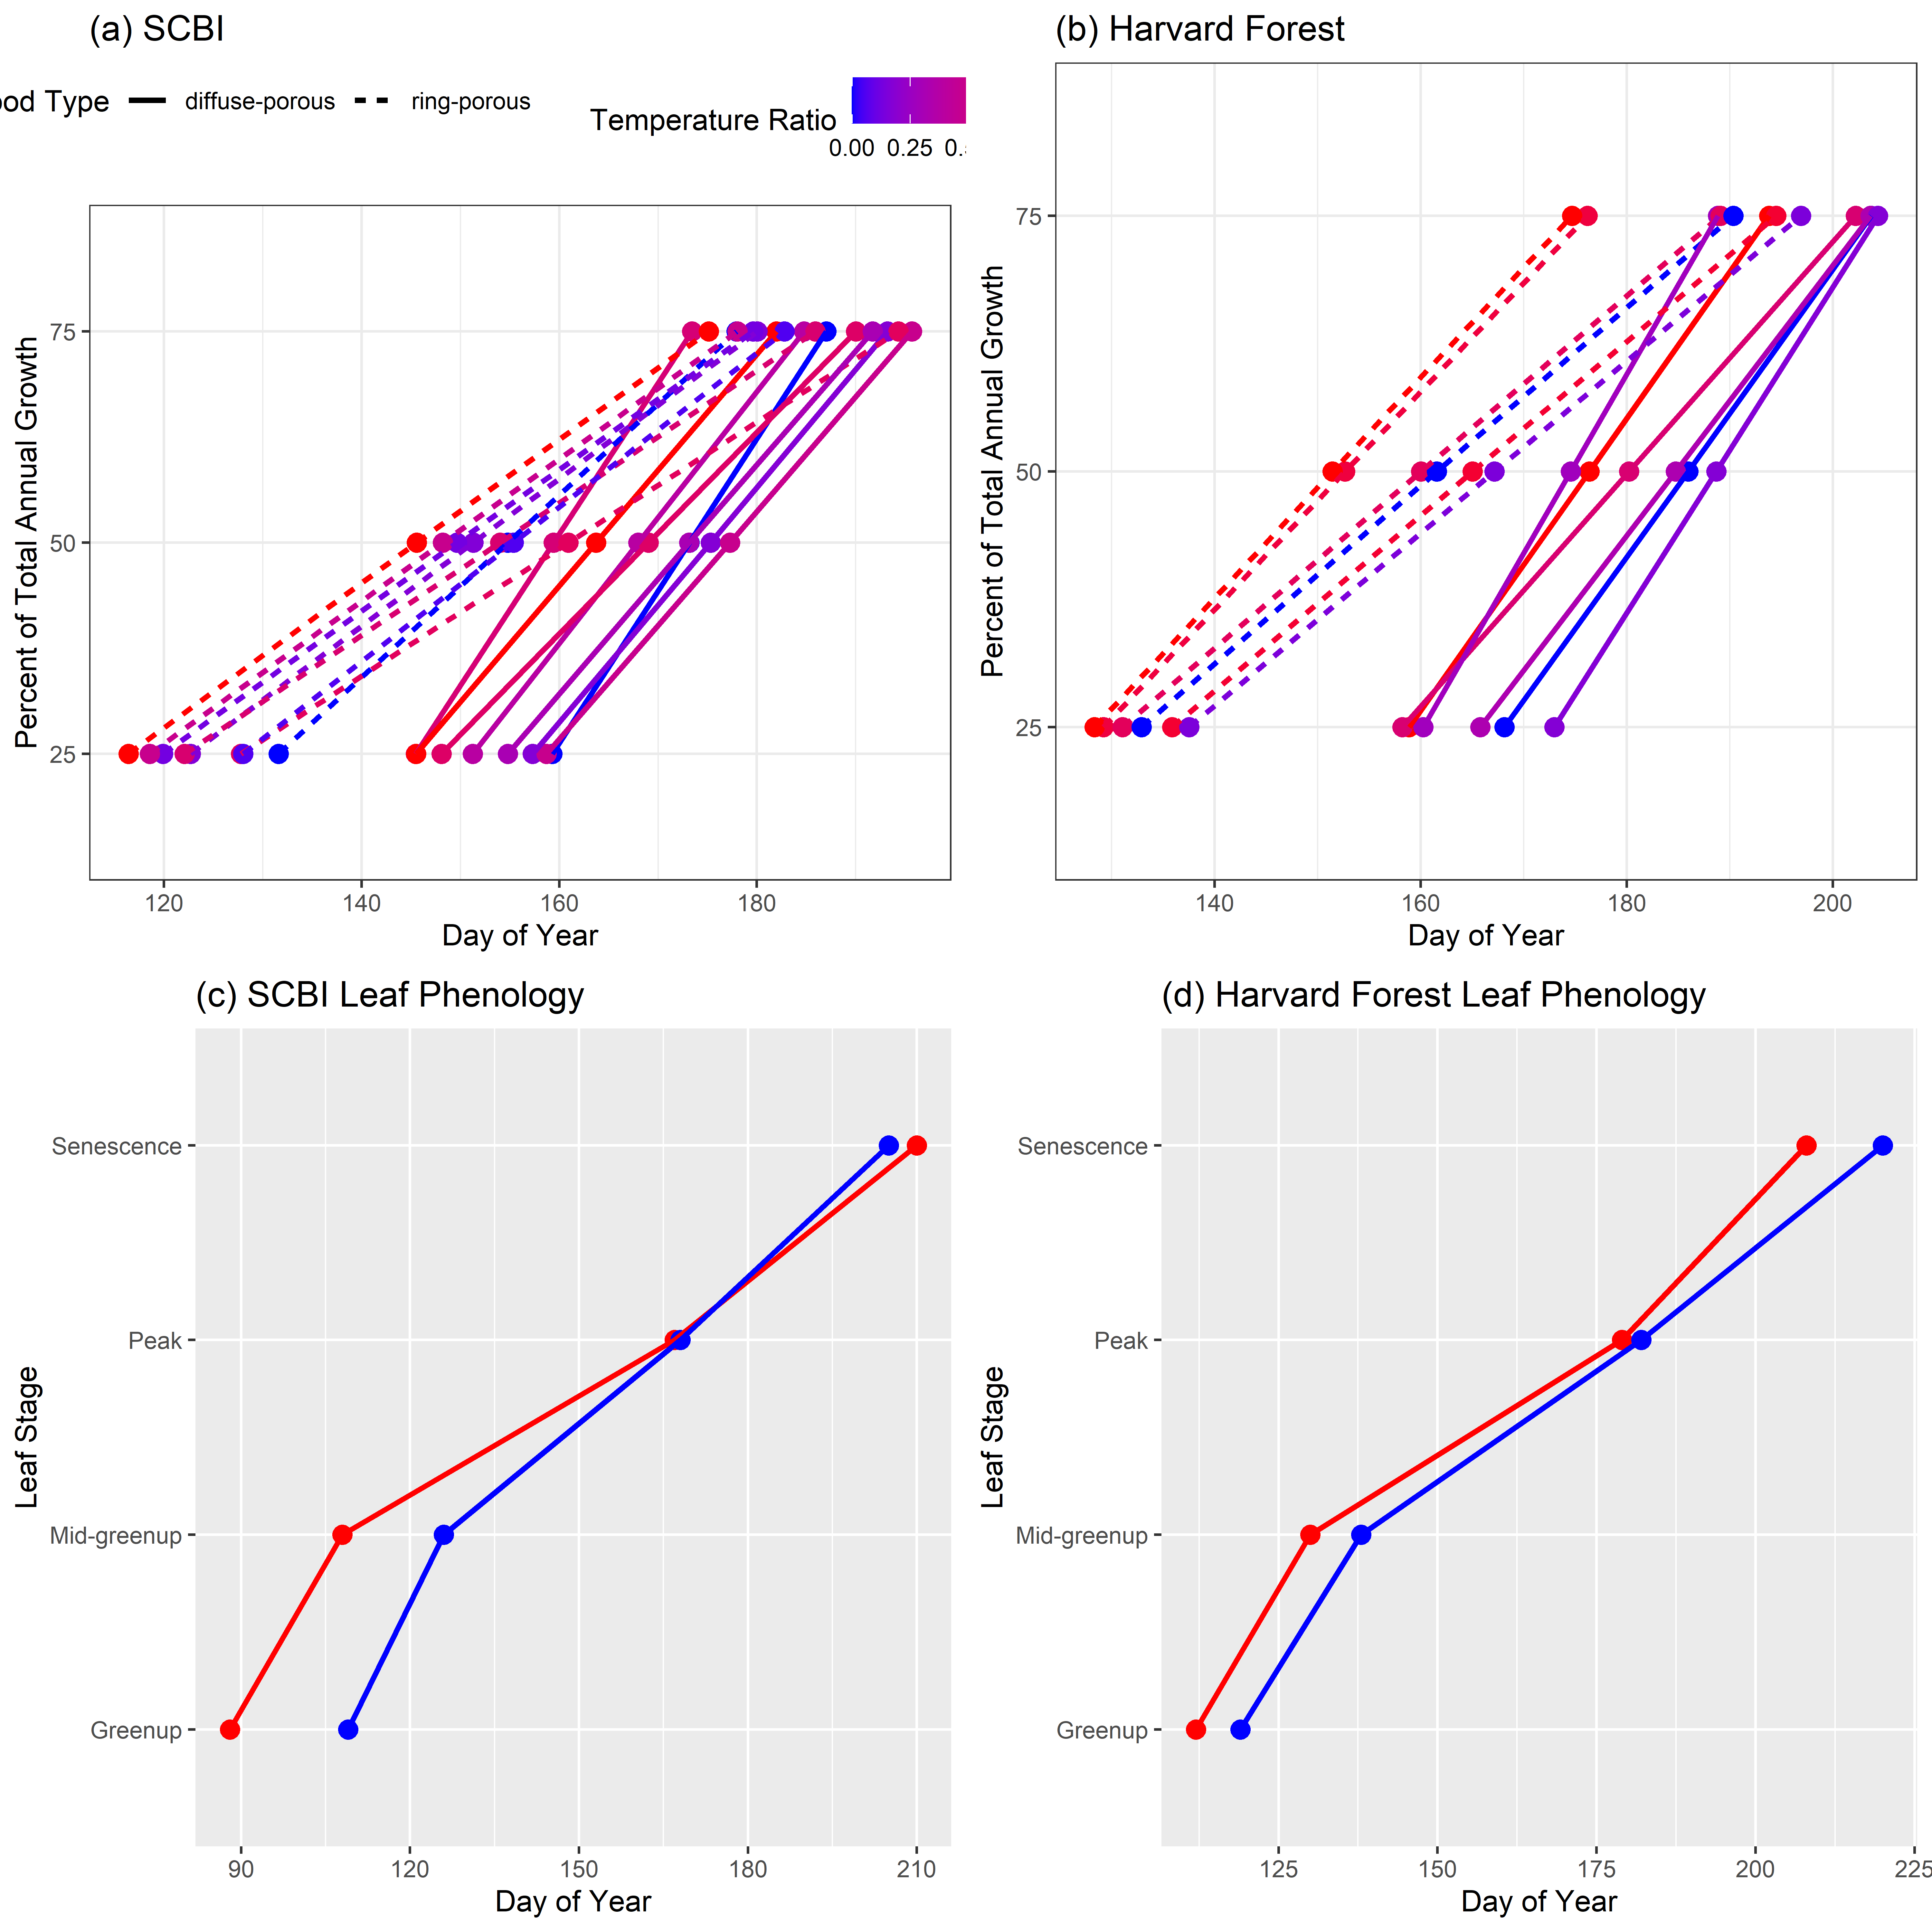 (a) SCBI
ood Type diffuse-porous ring-porous
Temperature Ratio
0.00 0.25 0.
Percent of Total Annual Growth
75
50
25
120 140 160 180
Day of Year
(b) Harvard Forest
Percent of Total Annual Growth
75
50
25
140 160 180 200
Day of Year
(c) SCBI Leaf Phenology
Leaf Stage
Senescence
Peak
Mid-greenup
Greenup
90 120 150 180 210
Day of Year
(d) Harvard Forest Leaf Phenology
Leaf Stage
Senescence
Peak
Mid-greenup
Greenup
125 150 175 200 225
Day of Year